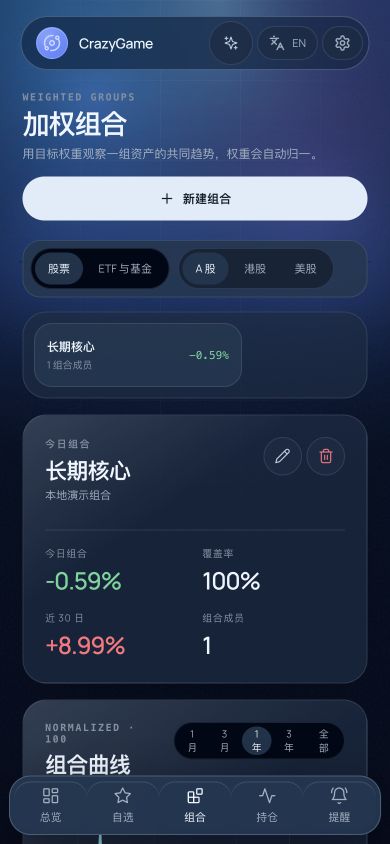 CrazyGame
EN
WEIGHTED GROUPS
加权组合
用目标权重观察一组资产的共同趋势，权重会自动归一。
新建组合
股票 ETF 与基金 A 股 港股 美股
长期核心
-0.59%
1 组合成员
今日组合
长期核心
本地演示组合
今日组合 覆盖率
-0.59% 100%
近 30 日 组合成员
+8.99% 1
NORMALIZED ·
100
1
月
3
月
1
年
3
年
全
部
组合曲线
总览 自选 组合 持仓 提醒